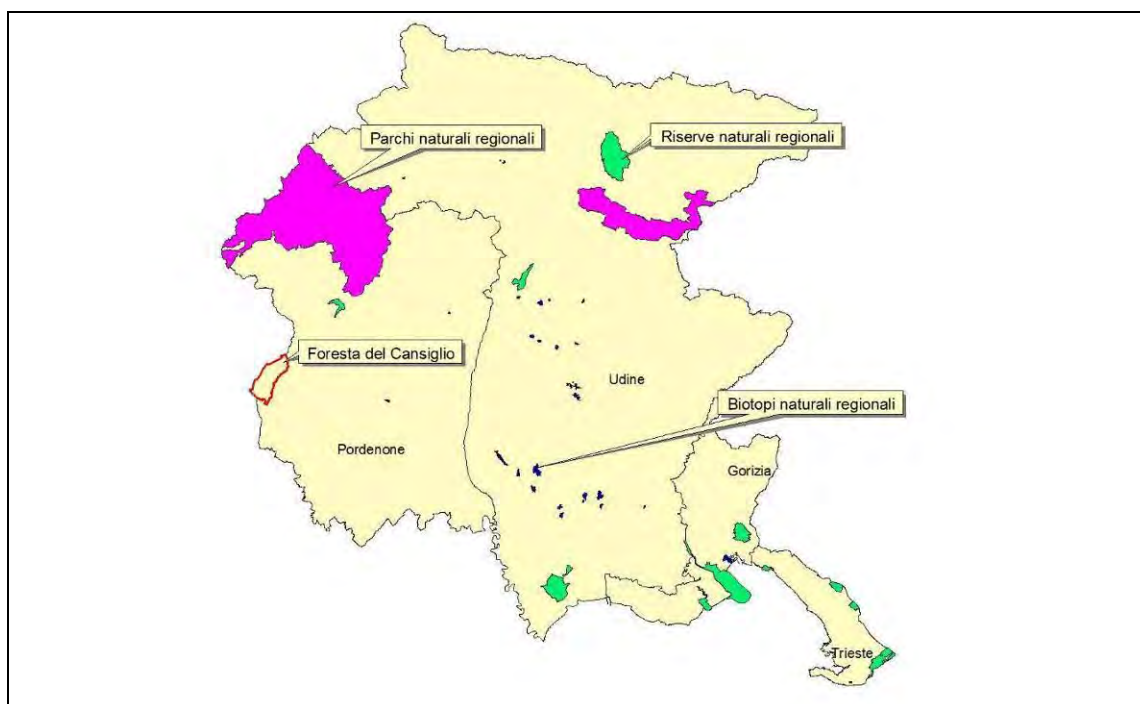 Parchi naturali regionali
Riserve naturali regionali
Foresta del Cansiglio
Udine
Biotopi naturali regionali
Pordenone
Gorizia
Trieste